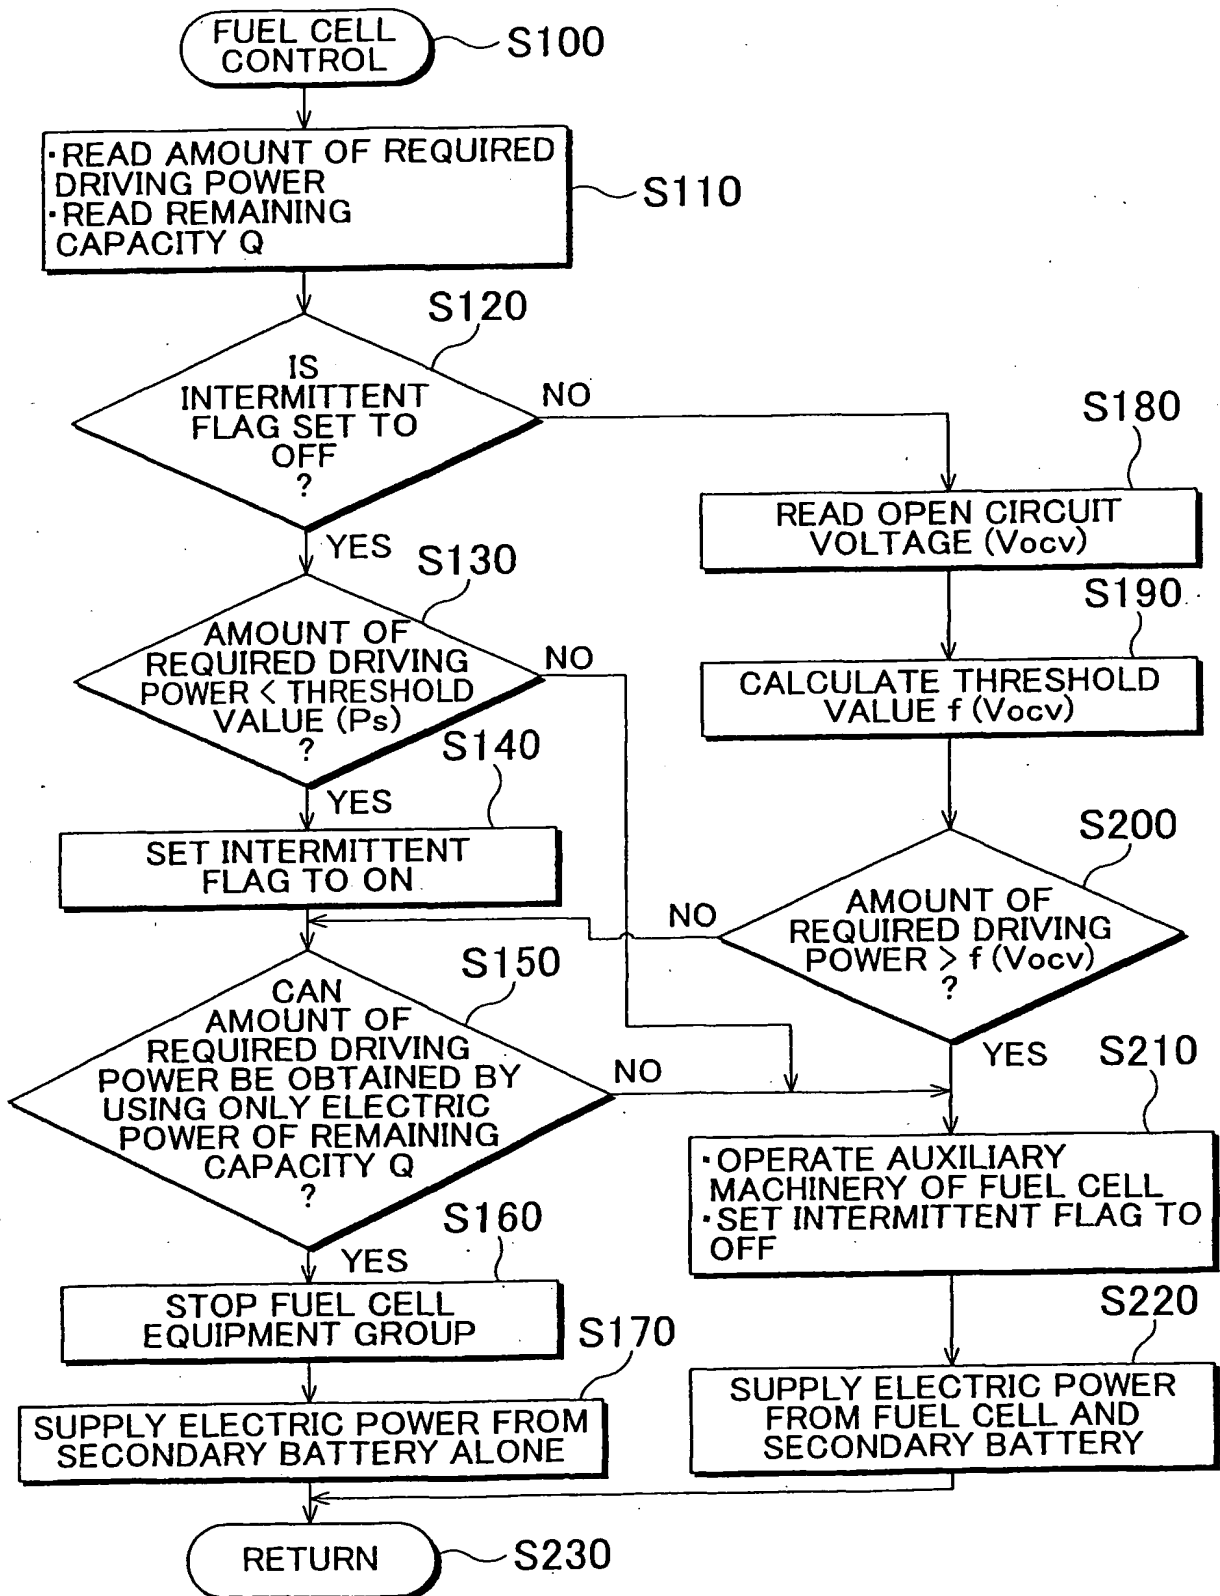 FUEL CELL
CONTROL
S100
·READ AMOUNT OF REQUIRED
DRIVING POWER
·READ REMAINING
CAPACITY Q
S110
S120
IS
INTERMITTENT
FLAG SET TO
OFF
?
NO
YES
S130
AMOUNT OF
REQUIRED DRIVING
POWER < THRESHOLD
VALUE (Ps)
?
NO
YES
S140
SET INTERMITTENT
FLAG TO ON
S150
CAN
AMOUNT OF
REQUIRED DRIVING
POWER BE OBTAINED BY
USING ONLY ELECTRIC
POWER OF REMAINING
CAPACITY Q
?
NO
YES
S160
STOP FUEL CELL
EQUIPMENT GROUP
S170
SUPPLY ELECTRIC POWER FROM
SECONDARY BATTERY ALONE
S180
READ OPEN CIRCUIT
VOLTAGE (Vocv)
S190
CALCULATE THRESHOLD
VALUE f (Vocv)
S200
AMOUNT OF
REQUIRED DRIVING
POWER > f (Vocv)
?
NO
YES
S210
·OPERATE AUXILIARY
MACHINERY OF FUEL CELL
·SET INTERMITTENT FLAG TO
OFF
S220
SUPPLY ELECTRIC POWER
FROM FUEL CELL AND
SECONDARY BATTERY
RETURN
S230